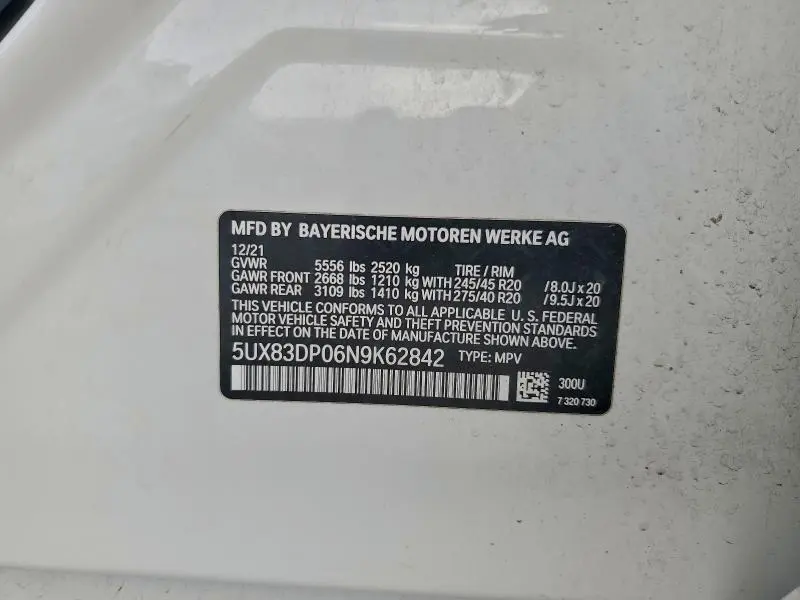 MFD BY BAYERISCHE MOTOREN WERKE AG
12/21
GVWR 5556 lbs 2520 kg TIRE / RIM
GAWR FRONT 2668 lbs 1210 kg WITH 245/45 R20 /8.0J x 20
GAWR REAR 3109 lbs 1410 kg WITH 275/40 R20 /9.5J x 20
THIS VEHICLE CONFORMS TO ALL APPLICABLE U. S. FEDERAL
MOTOR VEHICLE SAFETY AND THEFT PREVENTION STANDARDS
IN EFFECT ON THE DATE OF MANUFACTURE SHOWN ABOVE.
5UX83DP06N9K62842 TYPE: MPV
300U
7 320 730